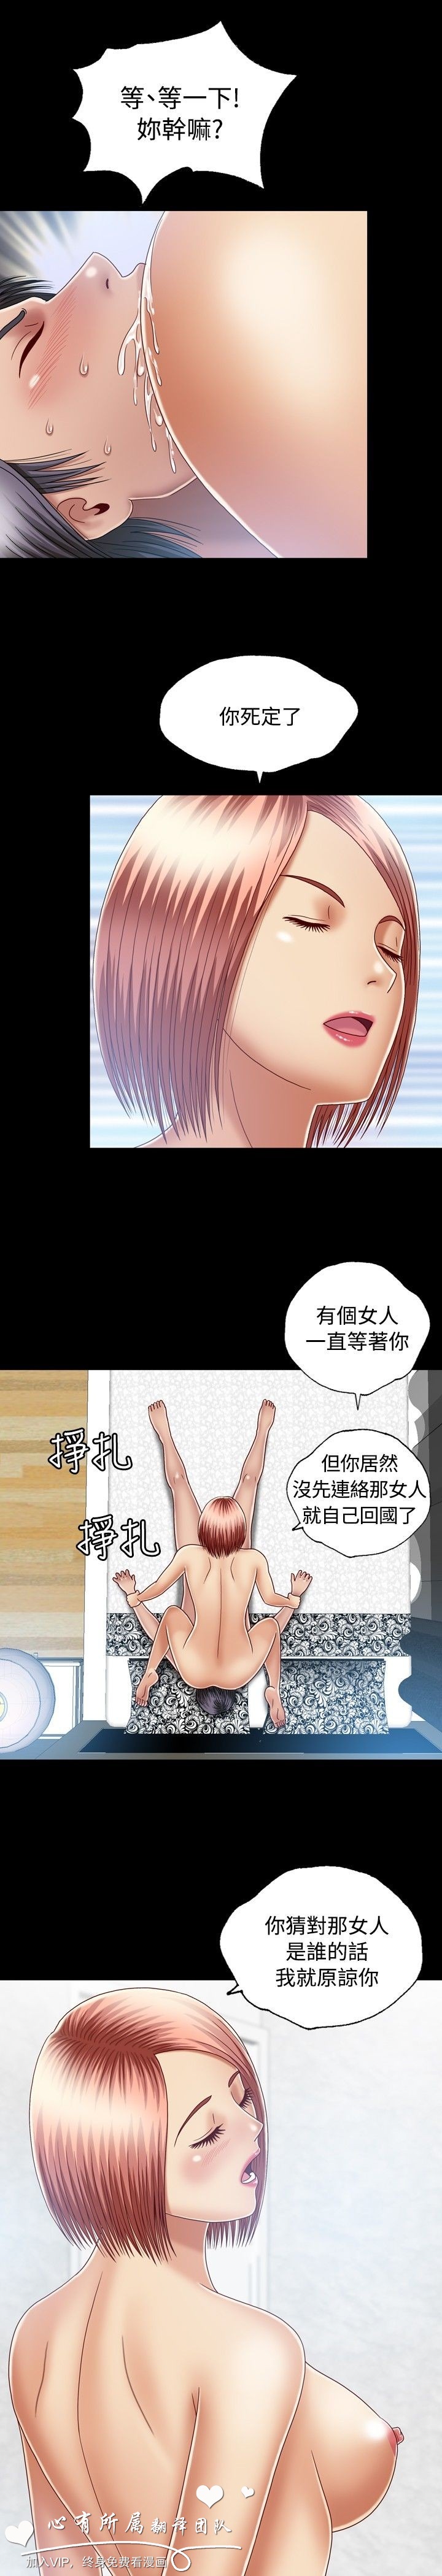 等、等一下!
妳幹嘛?
你死定了
有個女人
一直等著你
掙扎
但你居然
沒先連絡那女人
就自己回國了
掙扎
你猜對那女人
是誰的話
我就原諒你
心有所属翻译团队
加入VIP，终身免费看漫画